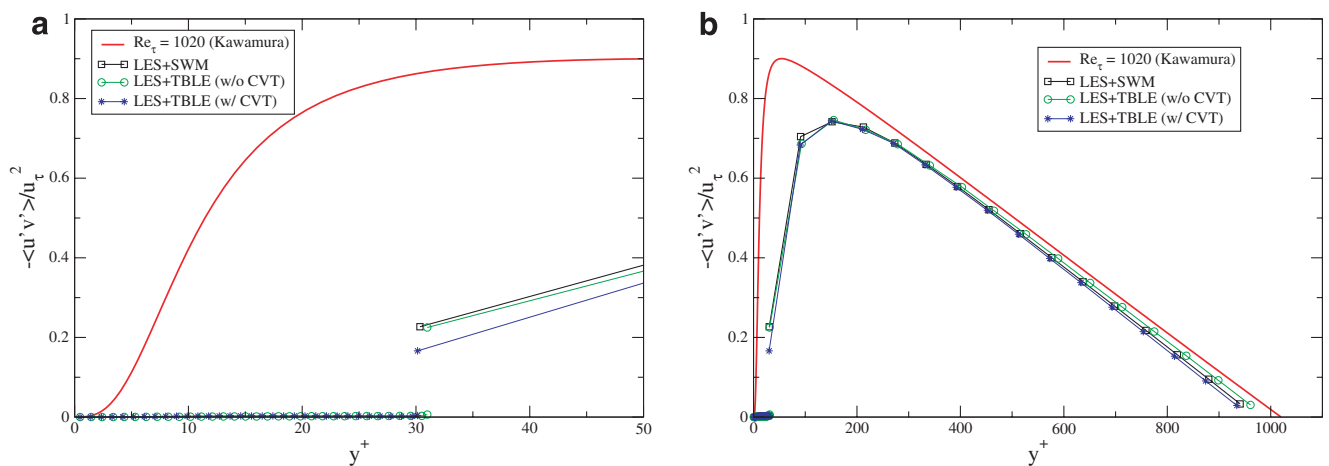 a
Re_τ = 1020 (Kawamura)
LES+SWM
LES+TBLE (w/o CVT)
LES+TBLE (w/ CVT)
-<u'v'>/u_τ^2
1
0.8
0.6
0.4
0.2
0
0 10 20 30 40 50
y^+
b
Re_τ = 1020 (Kawamura)
LES+SWM
LES+TBLE (w/o CVT)
LES+TBLE (w/ CVT)
-<u'v'>/u_τ^2
1
0.8
0.6
0.4
0.2
0
0 200 400 600 800 1000
y^+